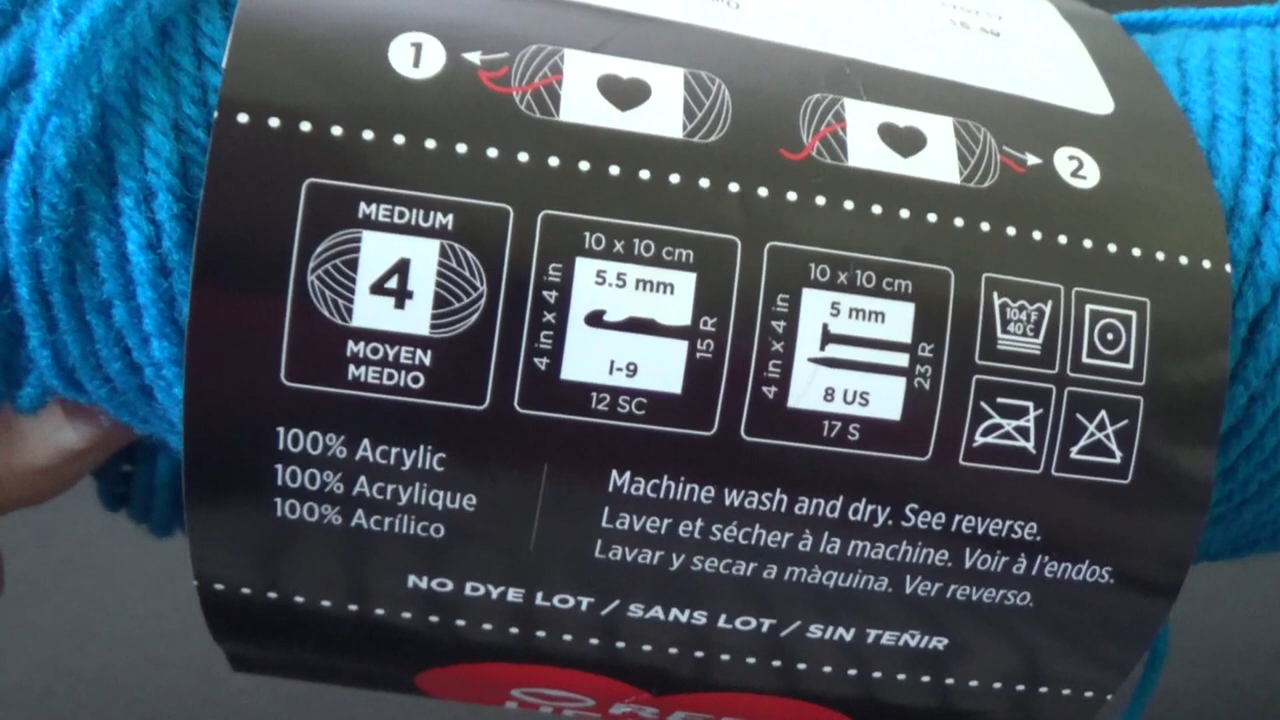 1
2
MEDIUM
4
MOYEN
MEDIO
10 x 10 cm
4 in x 4 in
5.5 mm
I-9
15 R
12 SC
10 x 10 cm
4 in x 4 in
5 mm
8 US
23 R
17 S
104°F
40°C
100% Acrylic
100% Acrylique
100% Acrílico
Machine wash and dry. See reverse.
Laver et sécher à la machine. Voir à l'endos.
Lavar y secar a màquina. Ver reverso.
NO DYE LOT / SANS LOT / SIN TEÑIR